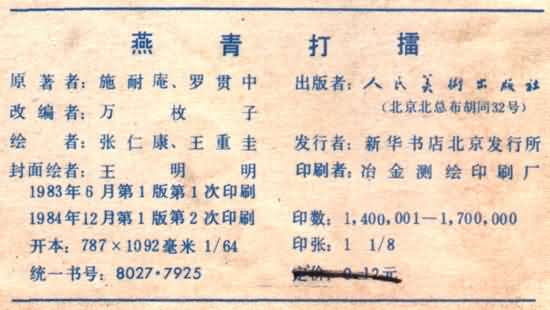 燕青打擂
原著者：施耐庵、罗贯中
改编者：万枚子
绘者：张仁康、王重圭
封面绘者：王明明
1983年6月第1版第1次印刷
1984年12月第1版第2次印刷
开本：787×1092毫米 1/64
统一书号：8027·7925
出版者：人民美术出版社
（北京北总布胡同32号）
发行者：新华书店北京发行所
印刷者：冶金测绘印刷厂
印数：1,400,001—1,700,000
印张：1 1/8
定价：0.12元